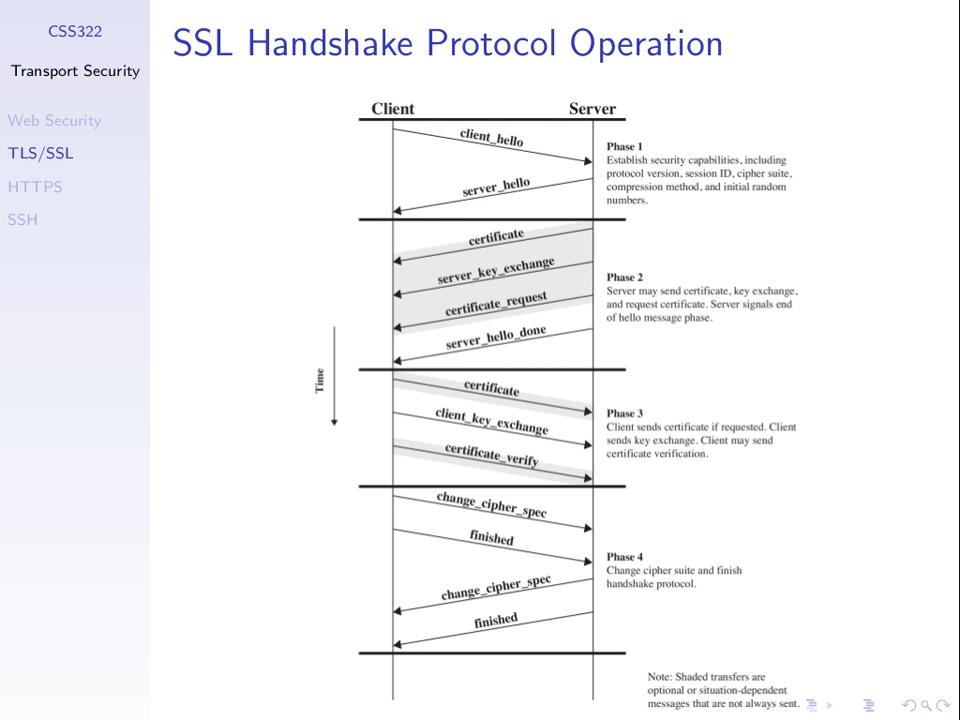 CSS322
Transport Security
Web Security
TLS/SSL
HTTPS
SSH
SSL Handshake Protocol Operation
Client
Server
client_hello
server_hello
Phase 1
Establish security capabilities, including
protocol version, session ID, cipher suite,
compression method, and initial random
numbers.
certificate
server_key_exchange
certificate_request
server_hello_done
Phase 2
Server may send certificate, key exchange,
and request certificate. Server signals end
of hello message phase.
Time
certificate
client_key_exchange
certificate_verify
Phase 3
Client sends certificate if requested. Client
sends key exchange. Client may send
certificate verification.
change_cipher_spec
finished
change_cipher_spec
finished
Phase 4
Change cipher suite and finish
handshake protocol.
Note: Shaded transfers are
optional or situation-dependent
messages that are not always sent.